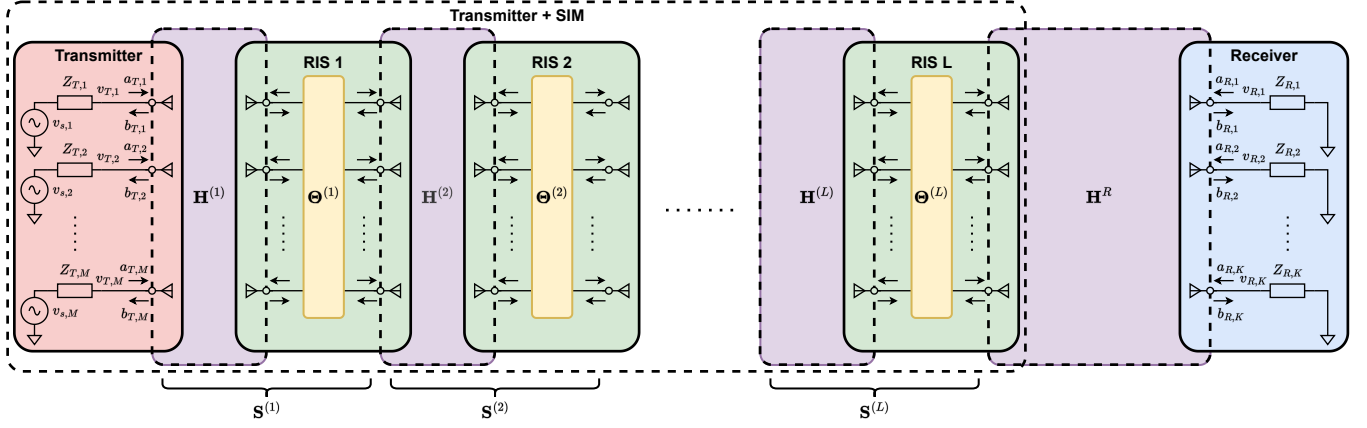 Transmitter + SIM
Transmitter
Z_{T,1}
v_{T,1}
a_{T,1}
b_{T,1}
v_{s,1}
Z_{T,2}
v_{T,2}
a_{T,2}
b_{T,2}
v_{s,2}
Z_{T,M}
v_{T,M}
a_{T,M}
b_{T,M}
v_{s,M}
H^{(1)}
RIS 1
Θ^{(1)}
H^{(2)}
RIS 2
Θ^{(2)}
H^{(L)}
RIS L
Θ^{(L)}
H^R
Receiver
a_{R,1}
v_{R,1}
Z_{R,1}
b_{R,1}
a_{R,2}
v_{R,2}
Z_{R,2}
b_{R,2}
a_{R,K}
v_{R,K}
Z_{R,K}
b_{R,K}
S^{(1)}
S^{(2)}
S^{(L)}